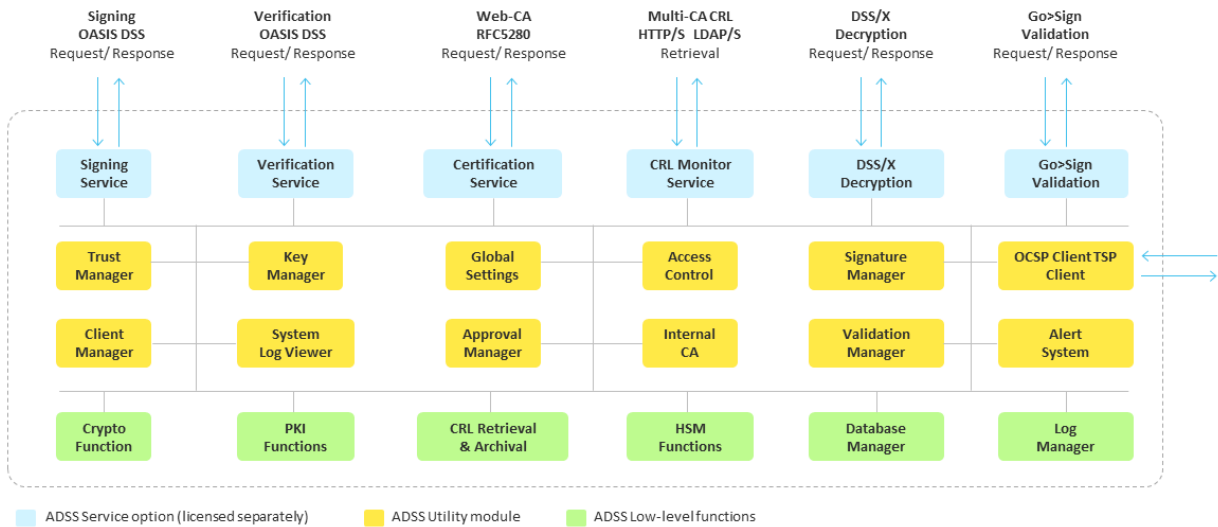 Signing
OASIS DSS
Request/ Response
Verification
OASIS DSS
Request/ Response
Web-CA
RFC5280
Request/ Response
Multi-CA CRL
HTTP/S LDAP/S
Retrieval
DSS/X
Decryption
Request/ Response
Go>Sign
Validation
Request/ Response
Signing
Service
Verification
Service
Certification
Service
CRL Monitor
Service
DSS/X
Decryption
Go>Sign
Validation
Trust
Manager
Key
Manager
Global
Settings
Access
Control
Signature
Manager
OCSP Client TSP
Client
Client
Manager
System
Log Viewer
Approval
Manager
Internal
CA
Validation
Manager
Alert
System
Crypto
Function
PKI
Functions
CRL Retrieval
& Archival
HSM
Functions
Database
Manager
Log
Manager
ADSS Service option (licensed separately)
ADSS Utility module
ADSS Low-level functions